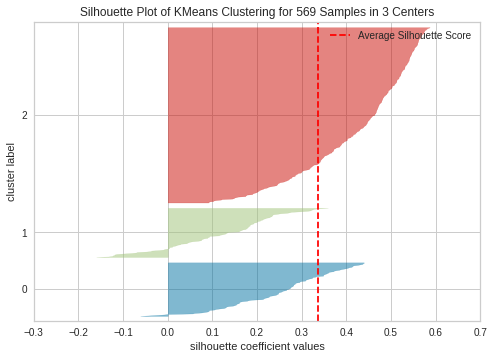 Silhouette Plot of KMeans Clustering for 569 Samples in 3 Centers
Average Silhouette Score
cluster label
2
1
0
-0.3 -0.2 -0.1 0.0 0.1 0.2 0.3 0.4 0.5 0.6 0.7
silhouette coefficient values